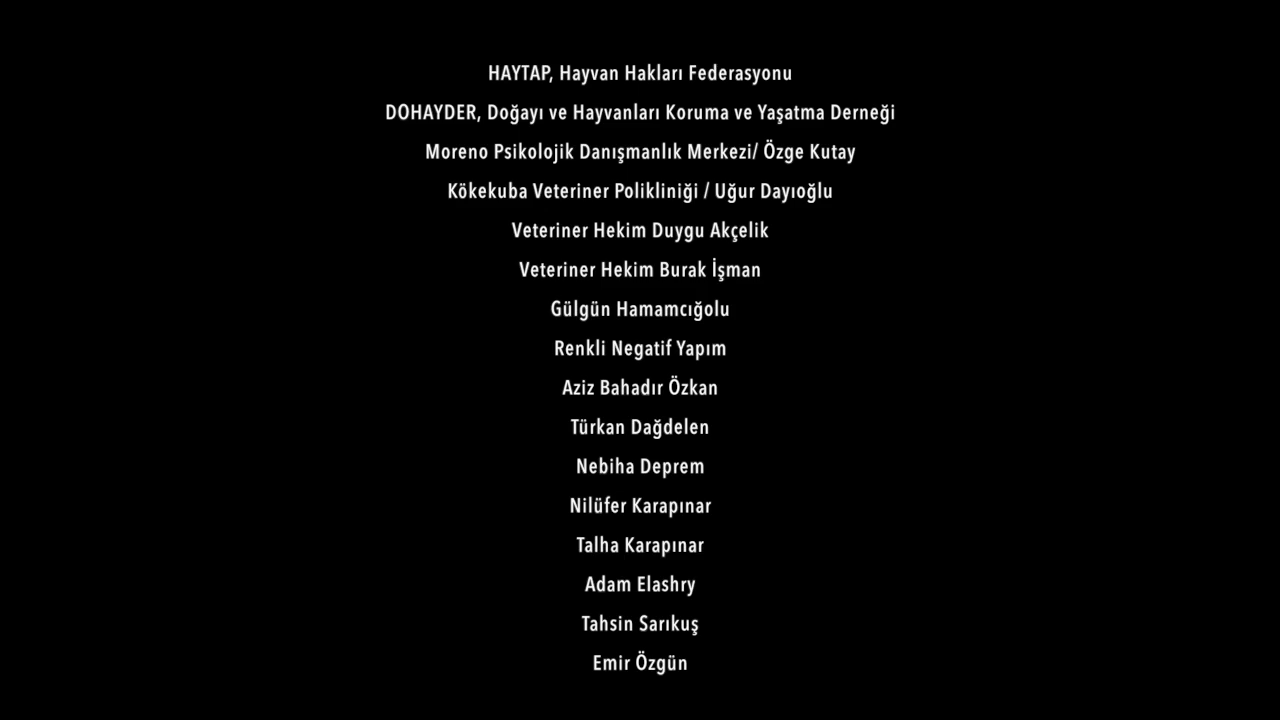 HAYTAP, Hayvan Hakları Federasyonu
DOHAYDER, Doğayı ve Hayvanları Koruma ve Yaşatma Derneği
Moreno Psikolojik Danışmanlık Merkezi/ Özge Kutay
Kökekuba Veteriner Polikliniği / Uğur Dayıoğlu
Veteriner Hekim Duygu Akçelik
Veteriner Hekim Burak İşman
Gülgün Hamamcığolu
Renkli Negatif Yapım
Aziz Bahadır Özkan
Türkan Dağdelen
Nebiha Deprem
Nilüfer Karapınar
Talha Karapınar
Adam Elashry
Tahsin Sarıkuş
Emir Özgün